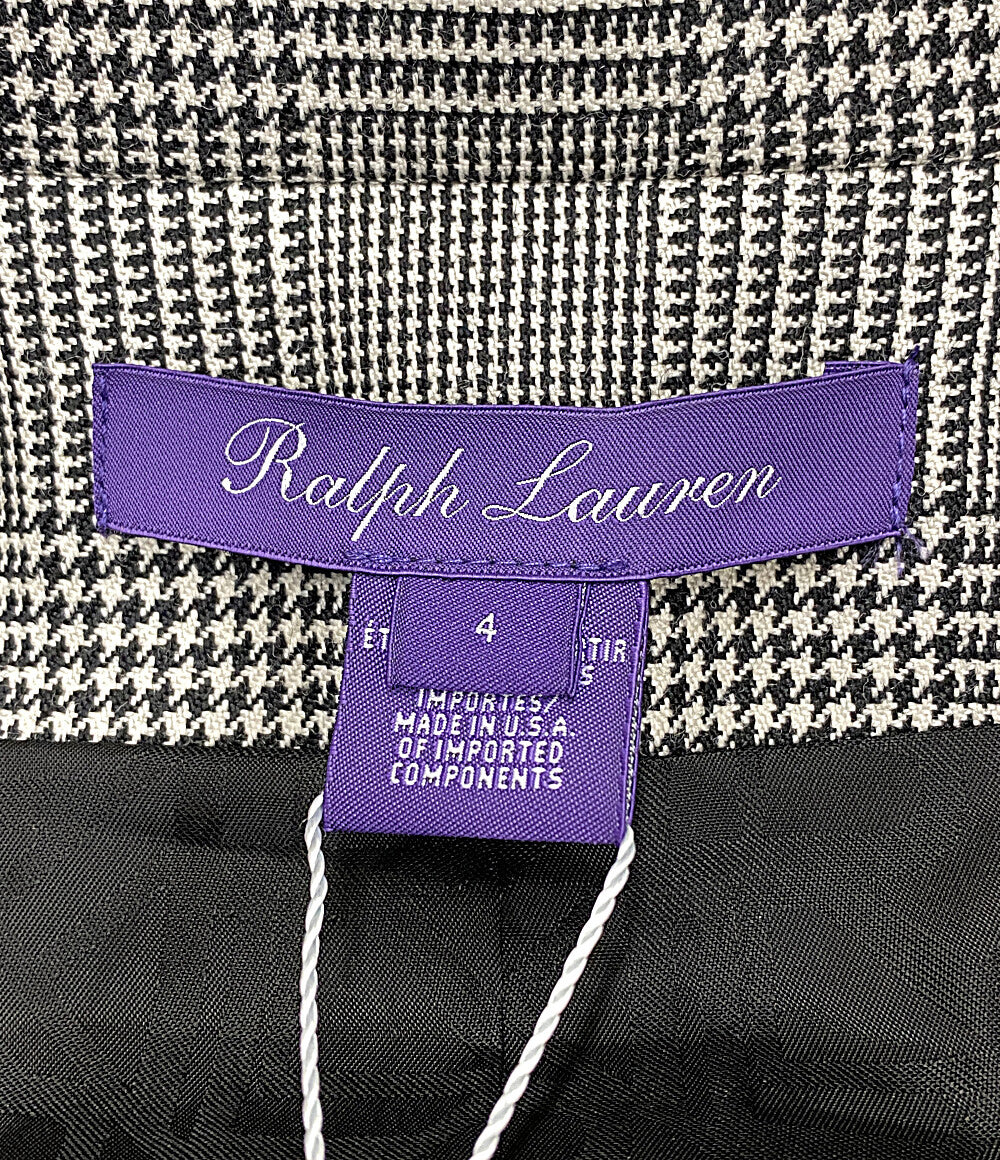 Ralph Lauren
4
IMPORTES/
MADE IN U.S.A.
OF IMPORTED
COMPONENTS